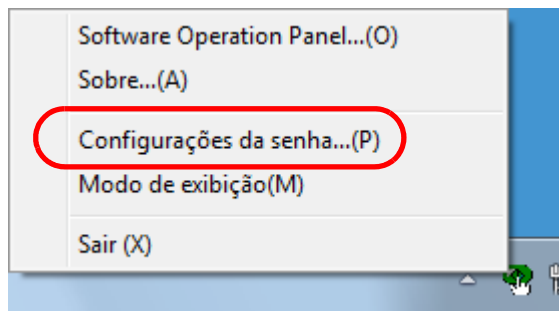 Software Operation Panel...(O)
Sobre...(A)
Configurações da senha...(P)
Modo de exibição(M)
Sair (X)